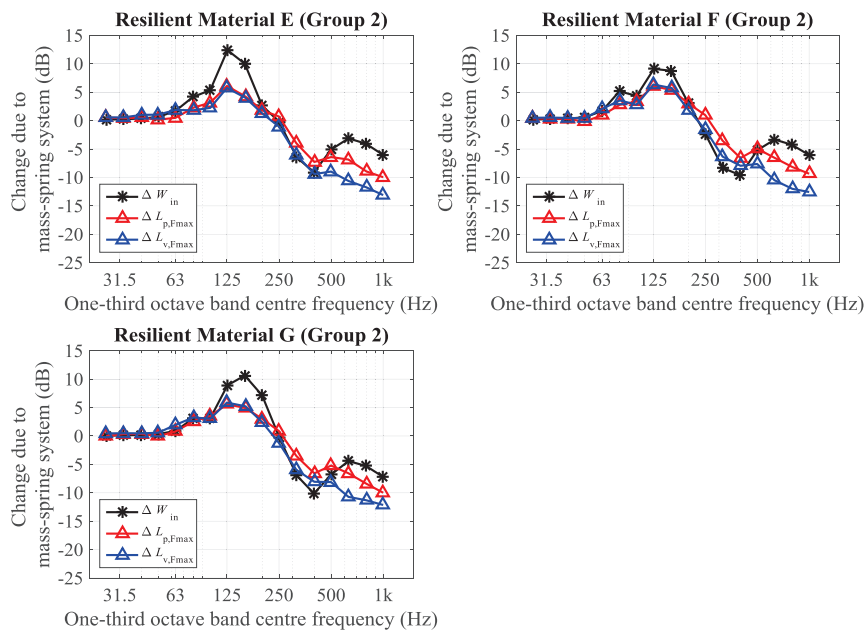 Resilient Material E (Group 2)
Change due to
mass-spring system (dB)
15
10
5
0
-5
-10
-15
-20
-25
Δ W in
Δ L p,Fmax
Δ L v,Fmax
31.5 63 125 250 500 1k
One-third octave band centre frequency (Hz)
Resilient Material F (Group 2)
Change due to
mass-spring system (dB)
15
10
5
0
-5
-10
-15
-20
-25
Δ W in
Δ L p,Fmax
Δ L v,Fmax
31.5 63 125 250 500 1k
One-third octave band centre frequency (Hz)
Resilient Material G (Group 2)
Change due to
mass-spring system (dB)
15
10
5
0
-5
-10
-15
-20
-25
Δ W in
Δ L p,Fmax
Δ L v,Fmax
31.5 63 125 250 500 1k
One-third octave band centre frequency (Hz)